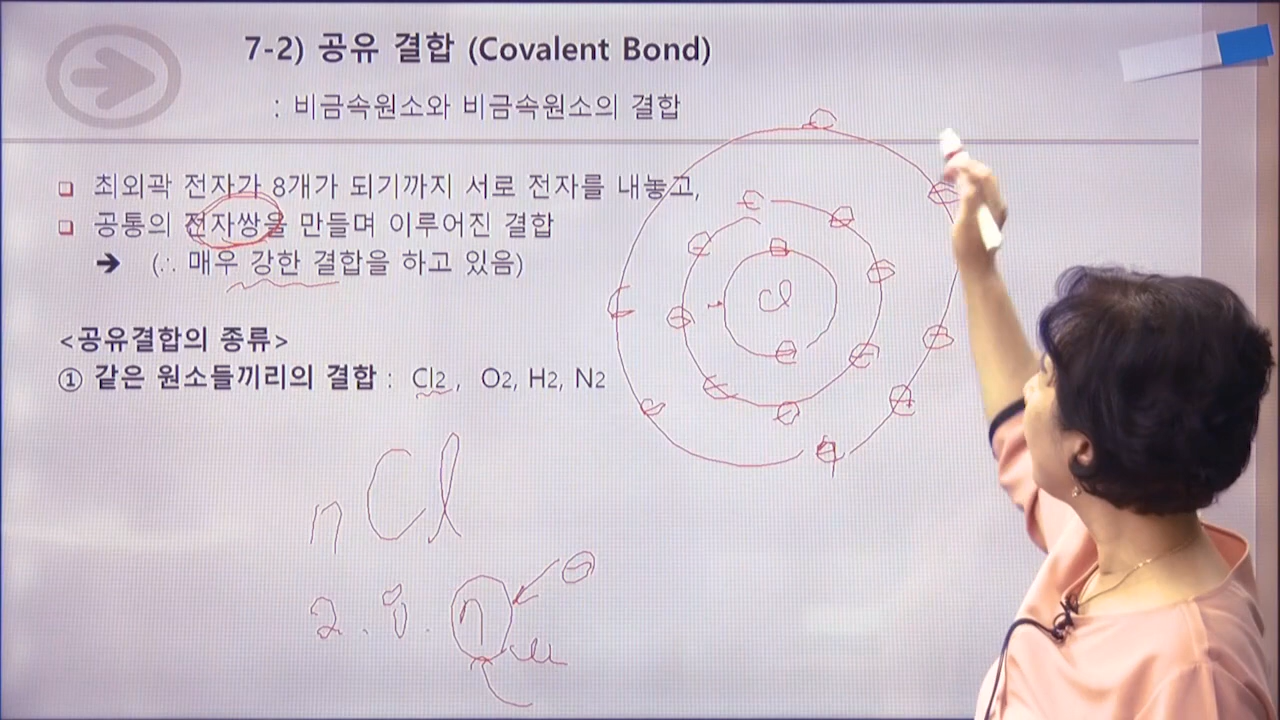 7-2) 공유 결합 (Covalent Bond)
: 비금속원소와 비금속원소의 결합
❑ 최외곽 전자가 8개가 되기까지 서로 전자를 내놓고,
❑ 공통의 전자쌍을 만들며 이루어진 결합
➔ (∴ 매우 강한 결합을 하고 있음)
<공유결합의 종류>
① 같은 원소들끼리의 결합 : Cl2 , O2, H2, N2
Cl
Cl
2 . 8 .